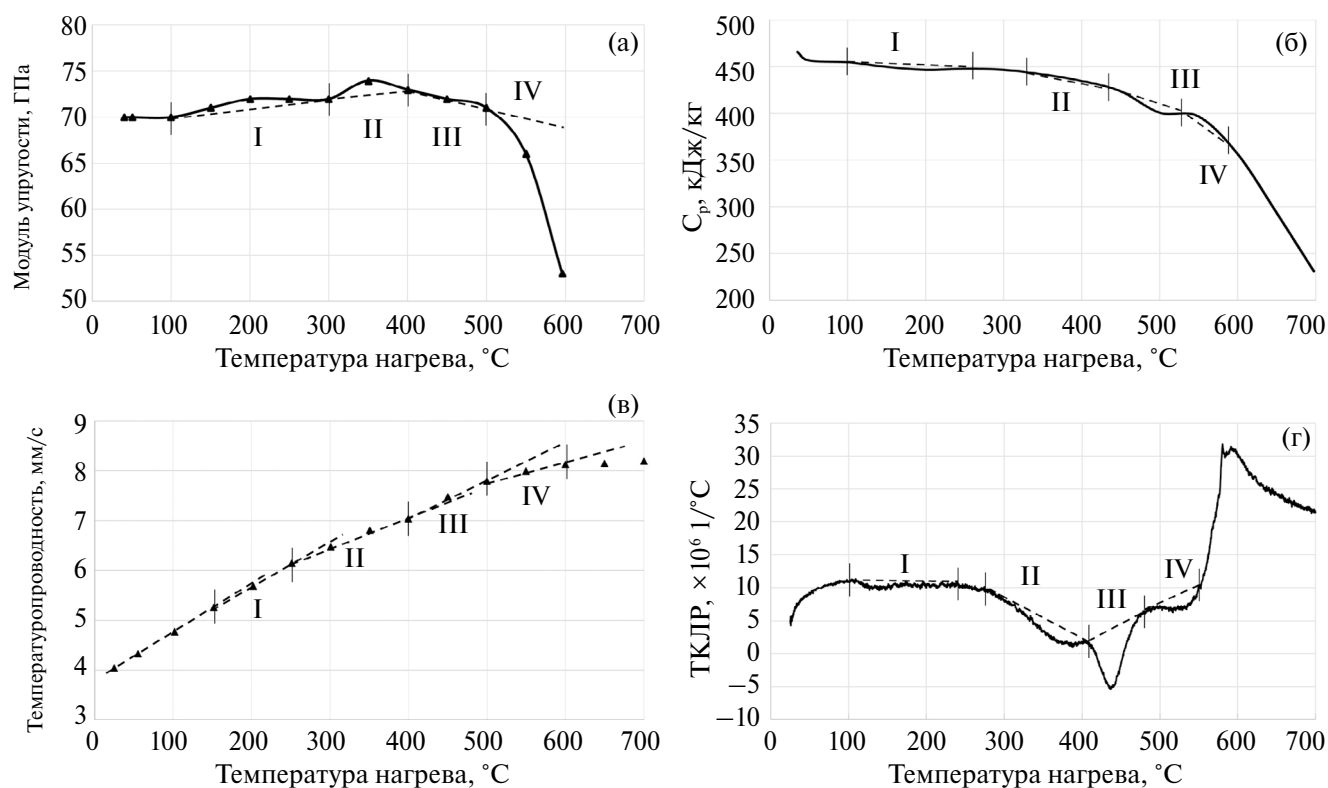 (а)
Модуль упругости, ГПа
80
75
70
65
60
55
50
I
II
III
IV
0 100 200 300 400 500 600 700
Температура нагрева, °C
(б)
Cp, кДж/кг
500
450
400
350
300
250
200
I
II
III
IV
0 100 200 300 400 500 600 700
Температура нагрева, °C
(в)
Температуропроводность, мм/с
9
8
7
6
5
4
3
I
II
III
IV
0 100 200 300 400 500 600 700
Температура нагрева, °C
(г)
ТКЛР, ×10⁶ 1/°C
35
30
25
20
15
10
5
0
−5
−10
I
II
III
IV
0 100 200 300 400 500 600 700
Температура нагрева, °C